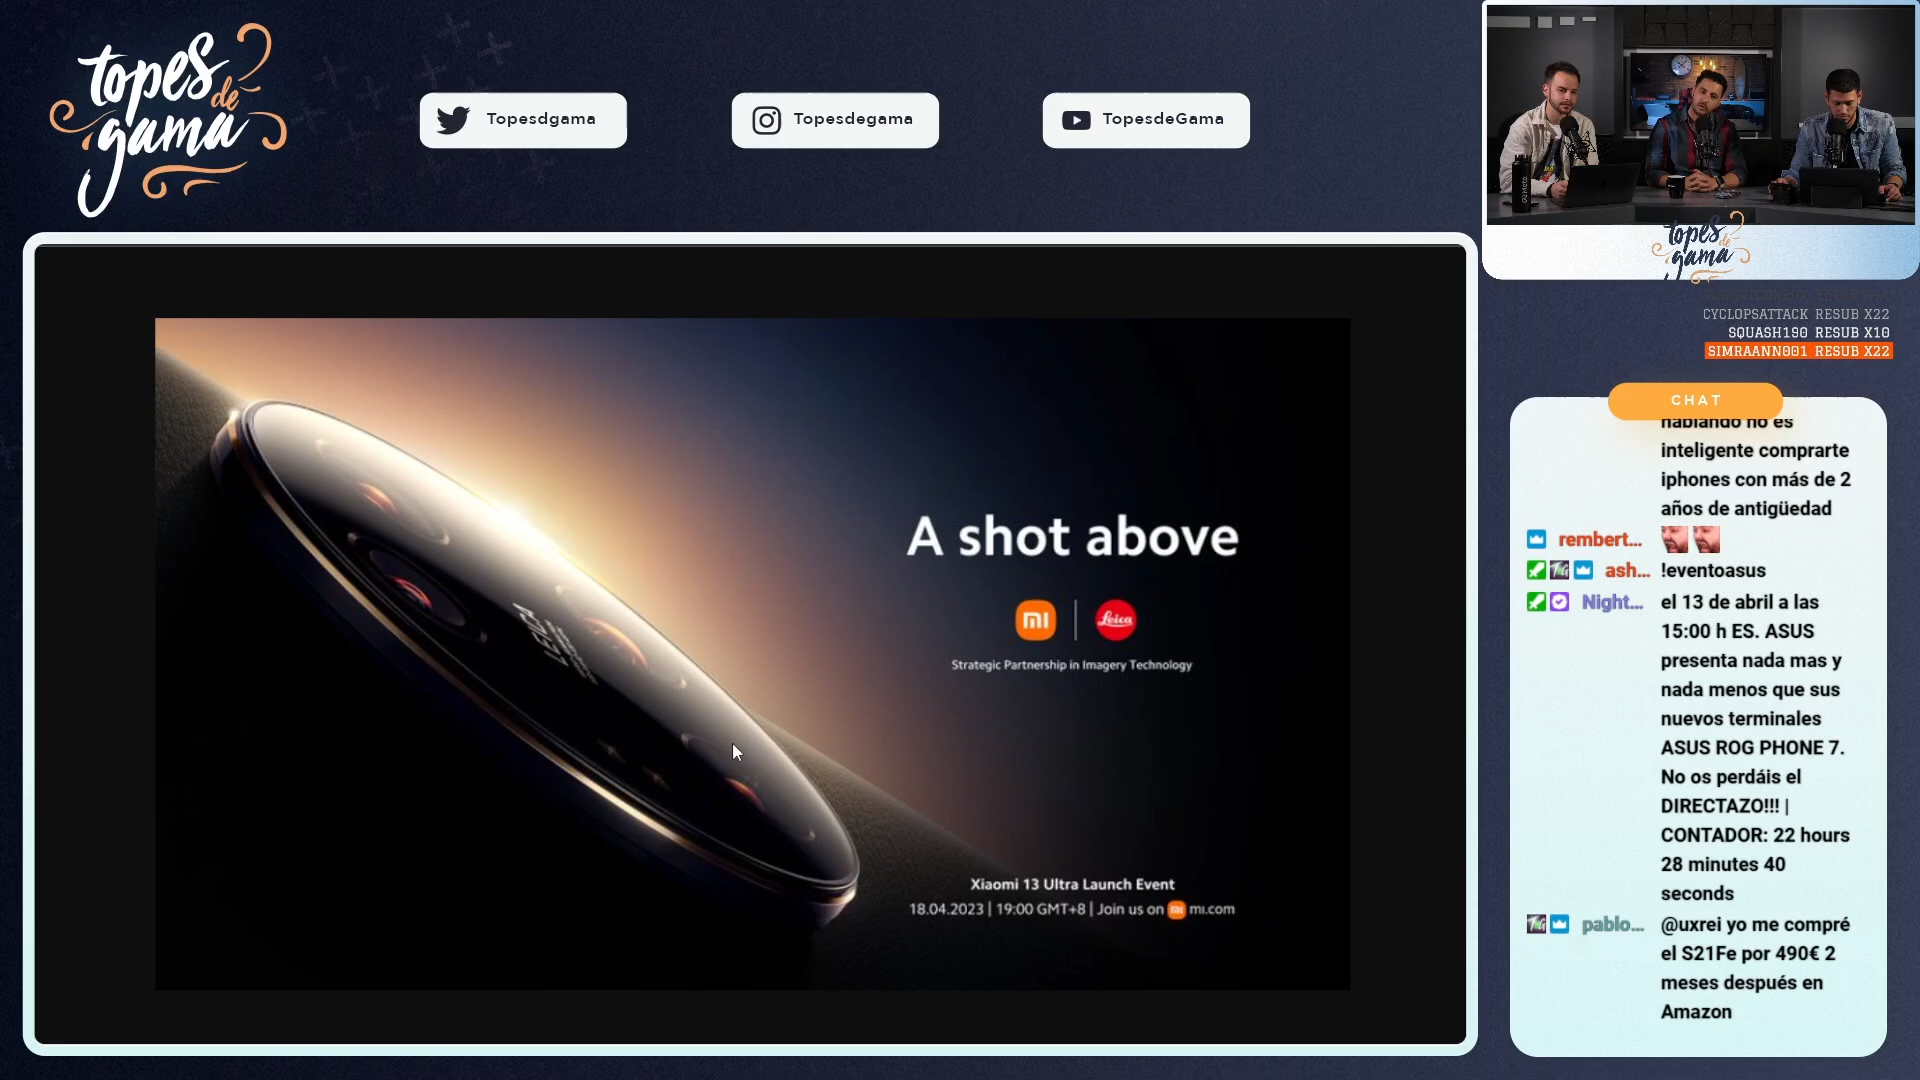 topes
de
gama
Topesdgama
Topesdegama
TopesdeGama
topes
de
gama
CYCLOPSATTACK RESUB X22
SQUASH190 RESUB X10
SIMRAANN001 RESUB X22
A shot above
mi | Leica
Strategic Partnership in Imagery Technology
LEICA
Xiaomi 13 Ultra Launch Event
18.04.2023 | 19:00 GMT+8 | Join us on mi mi.com
CHAT
hablando no es
inteligente comprarte
iphones con más de 2
años de antigüedad
rembert...
ash... !eventoasus
Night... el 13 de abril a las
15:00 h ES. ASUS
presenta nada mas y
nada menos que sus
nuevos terminales
ASUS ROG PHONE 7.
No os perdáis el
DIRECTAZO!!! |
CONTADOR: 22 hours
28 minutes 40
seconds
pablo... @uxrei yo me compré
el S21Fe por 490€ 2
meses después en
Amazon